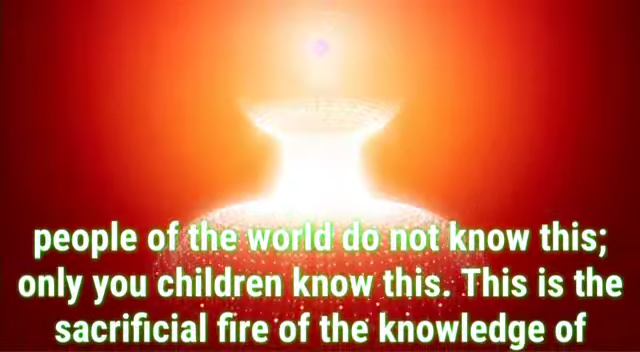 people of the world do not know this;
only you children know this. This is the
sacrificial fire of the knowledge of